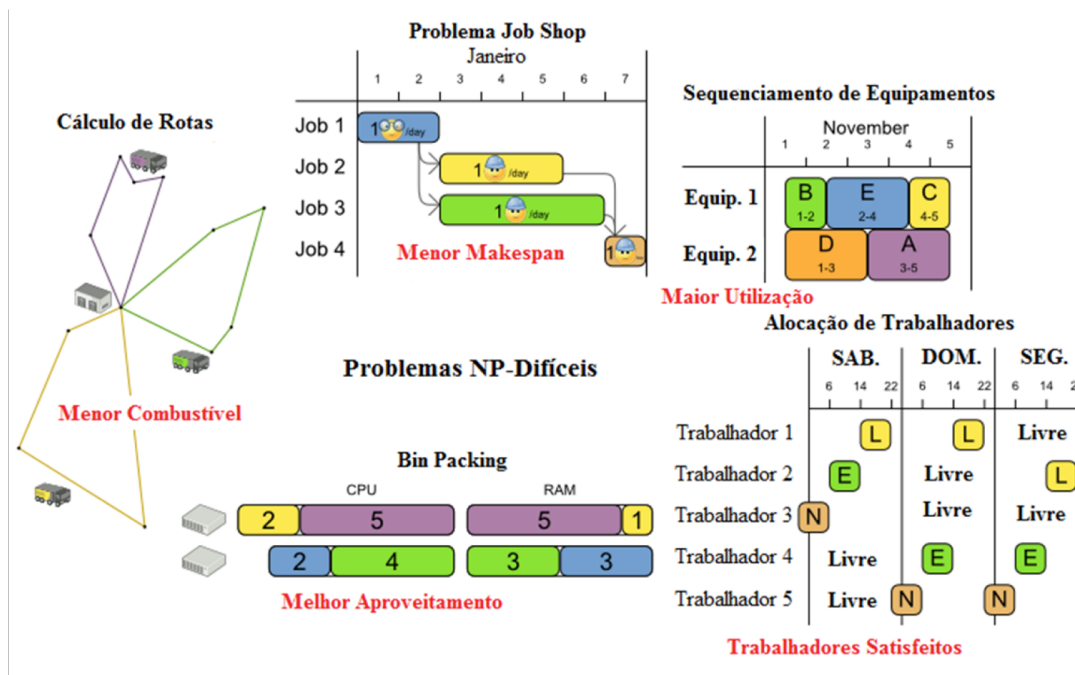 Problema Job Shop
Janeiro
1 2 3 4 5 6 7
Job 1
1 /day
Job 2
1 /day
Job 3
1 /day
Job 4
1
Menor Makespan
Sequenciamento de Equipamentos
November
1 2 3 4 5
Equip. 1
B E C
1-2 2-4 4-5
Equip. 2
D A
1-3 3-5
Maior Utilização
Cálculo de Rotas
Menor Combustível
Problemas NP-Difíceis
Bin Packing
CPU RAM
2 5 5 1
2 4 3 3
Melhor Aproveitamento
Alocação de Trabalhadores
SAB. DOM. SEG.
6 14 22 6 14 22 6 14 2
Trabalhador 1 L L Livre
Trabalhador 2 E Livre L
Trabalhador 3 N Livre Livre
Trabalhador 4 Livre E E
Trabalhador 5 Livre N N
Trabalhadores Satisfeitos